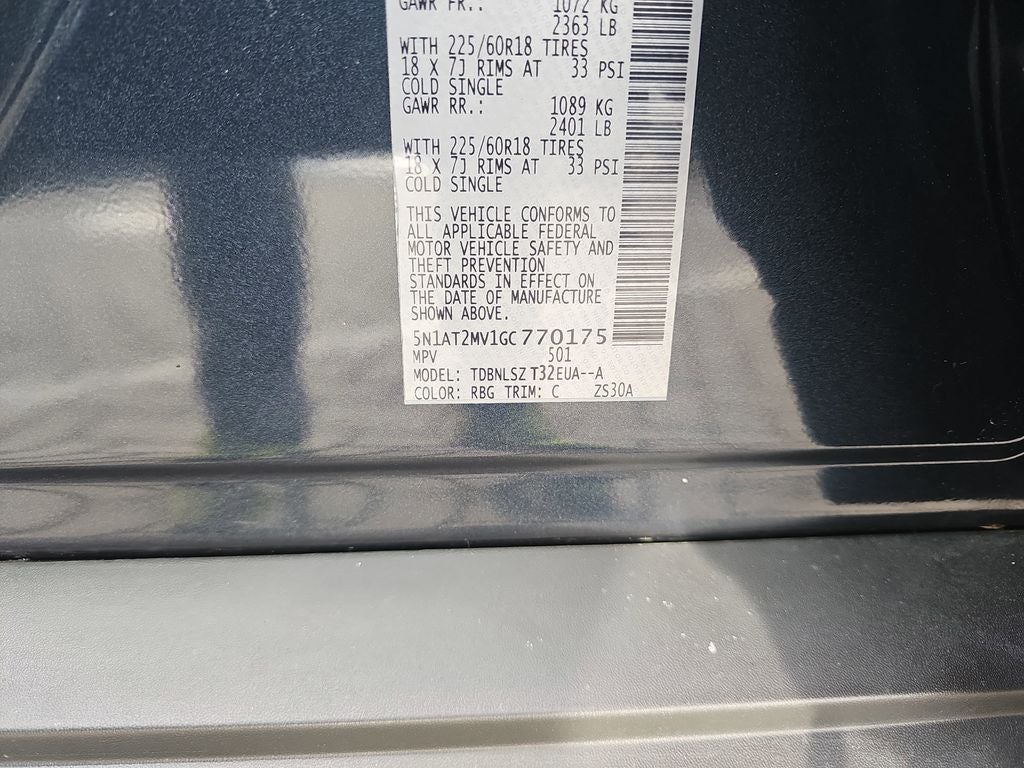 GAWR FR.: 1072 KG
2363 LB
WITH 225/60R18 TIRES
18 X 7J RIMS AT 33 PSI
COLD SINGLE
GAWR RR.: 1089 KG
2401 LB
WITH 225/60R18 TIRES
18 X 7J RIMS AT 33 PSI
COLD SINGLE
THIS VEHICLE CONFORMS TO
ALL APPLICABLE FEDERAL
MOTOR VEHICLE SAFETY AND
THEFT PREVENTION
STANDARDS IN EFFECT ON
THE DATE OF MANUFACTURE
SHOWN ABOVE.
5N1AT2MV1GC770175
MPV 501
MODEL: TDBNLSZ T32EUA--A
COLOR: RBG TRIM: C ZS30A